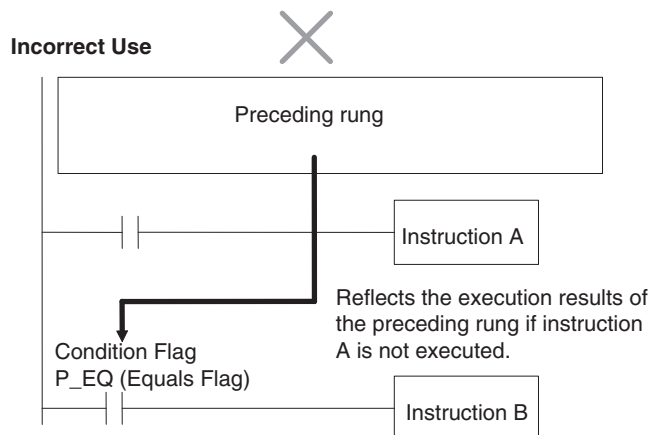 Incorrect Use
Preceding rung
Instruction A
Reflects the execution results of
the preceding rung if instruction
A is not executed.
Condition Flag
P_EQ (Equals Flag)
Instruction B